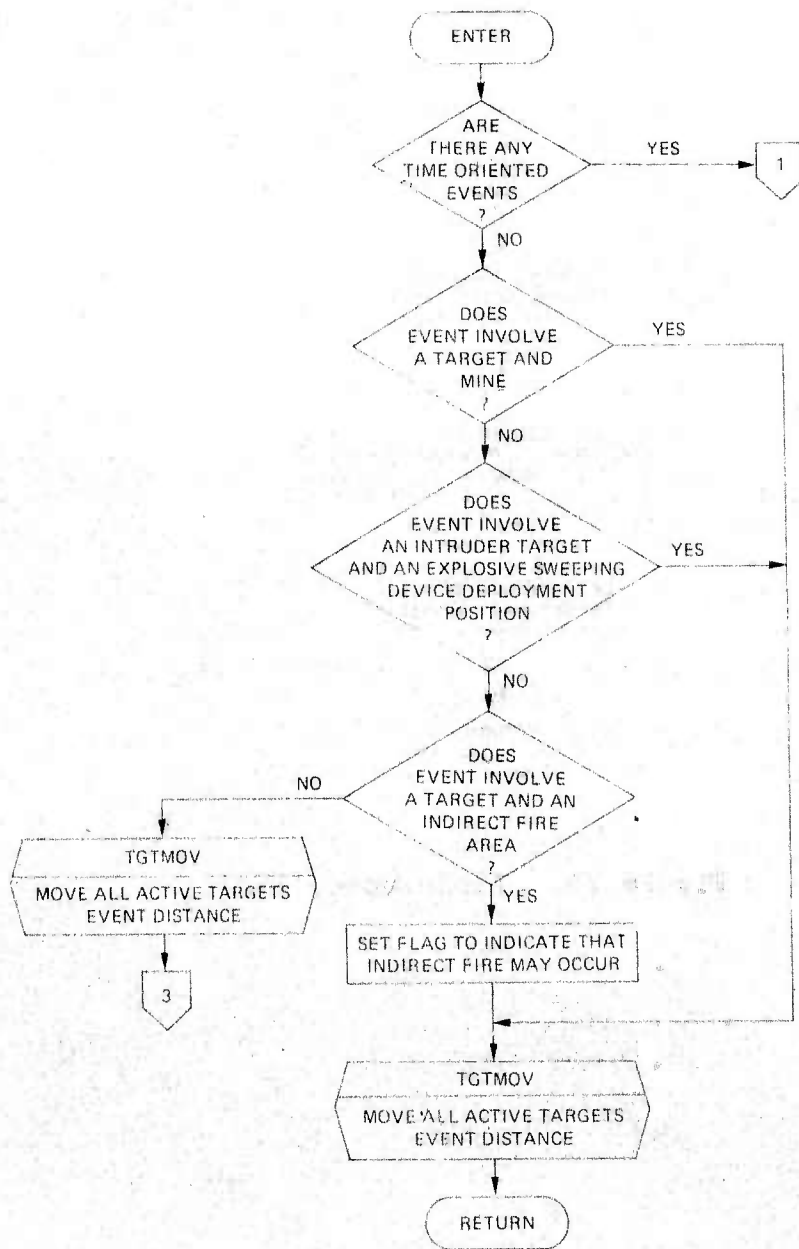 ENTER
ARE
THERE ANY
TIME ORIENTED
EVENTS
?
YES
1
NO
DOES
EVENT INVOLVE
A TARGET AND
MINE
?
YES
NO
DOES
EVENT INVOLVE
AN INTRUDER TARGET
AND AN EXPLOSIVE SWEEPING
DEVICE DEPLOYMENT
POSITION
?
YES
NO
DOES
EVENT INVOLVE
A TARGET AND AN
INDIRECT FIRE
AREA
?
NO
TGTMOV
MOVE ALL ACTIVE TARGETS
EVENT DISTANCE
3
YES
SET FLAG TO INDICATE THAT
INDIRECT FIRE MAY OCCUR
TGTMOV
MOVE ALL ACTIVE TARGETS
EVENT DISTANCE
RETURN